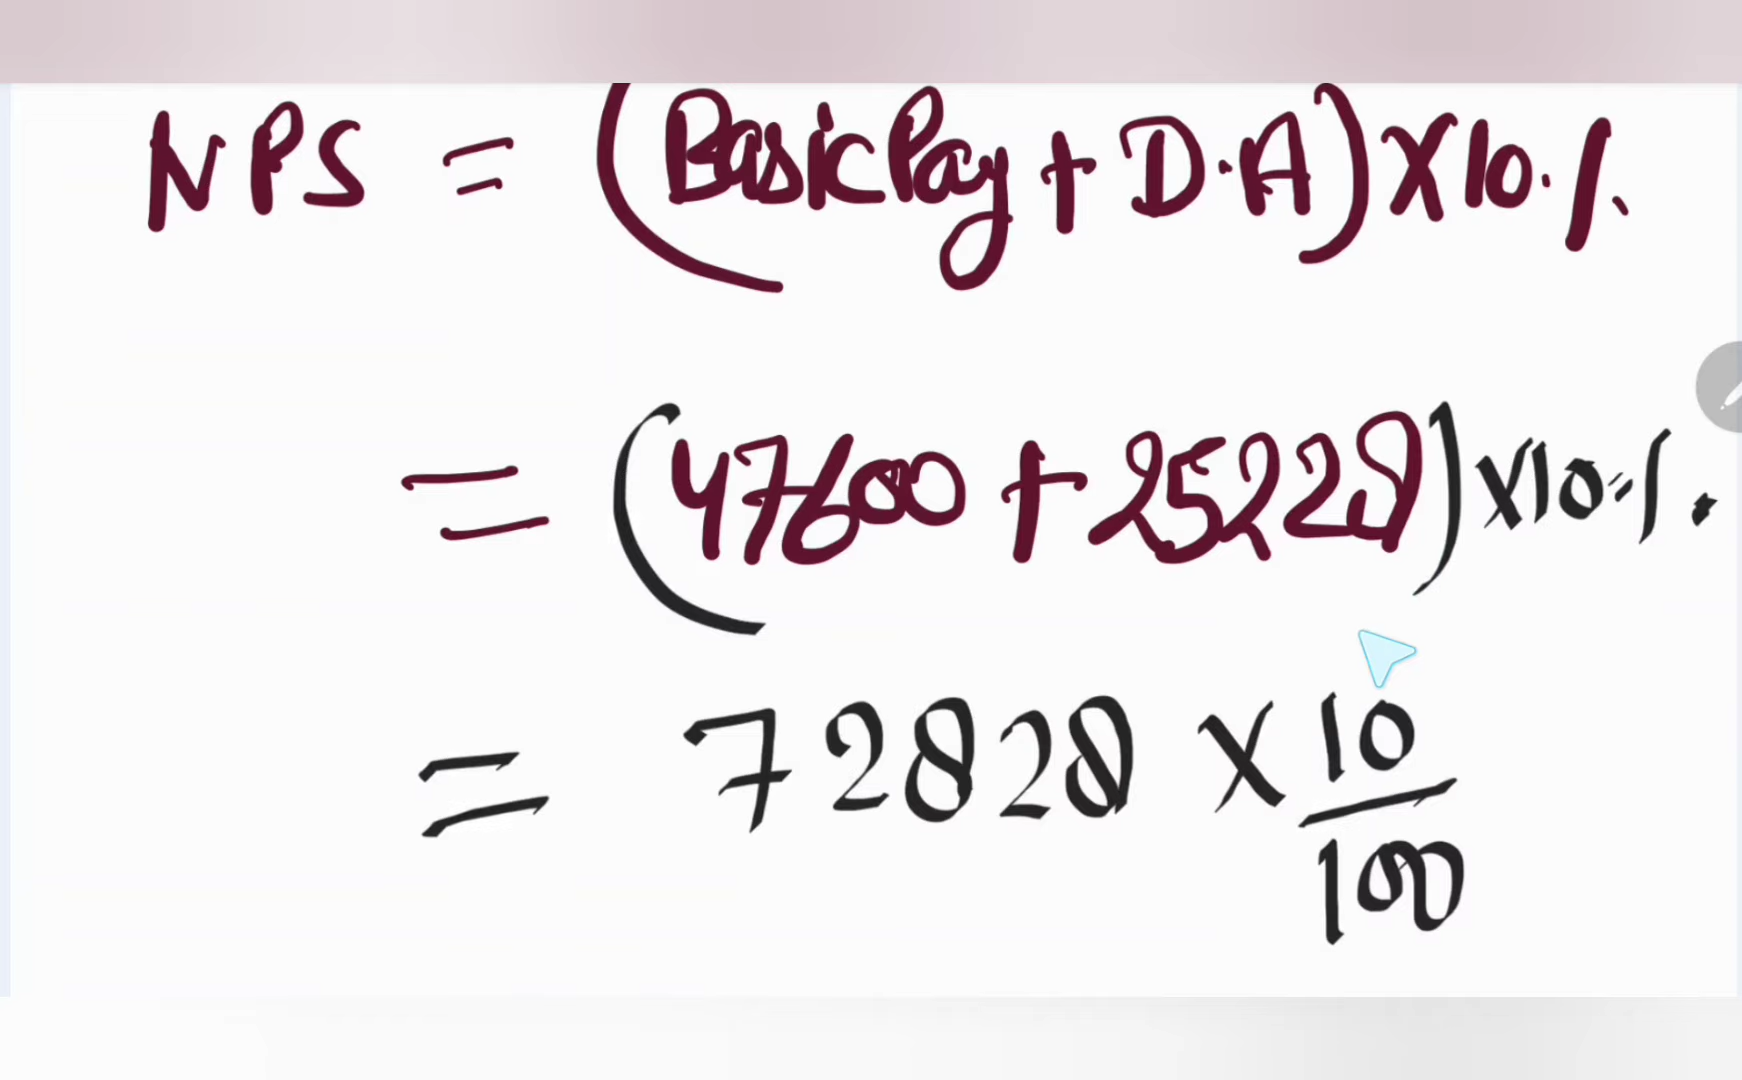 NPS = (Basic Pay + D.A) X 10%
= (47600 + 25228) X 10%.
= 72828 X 10/100